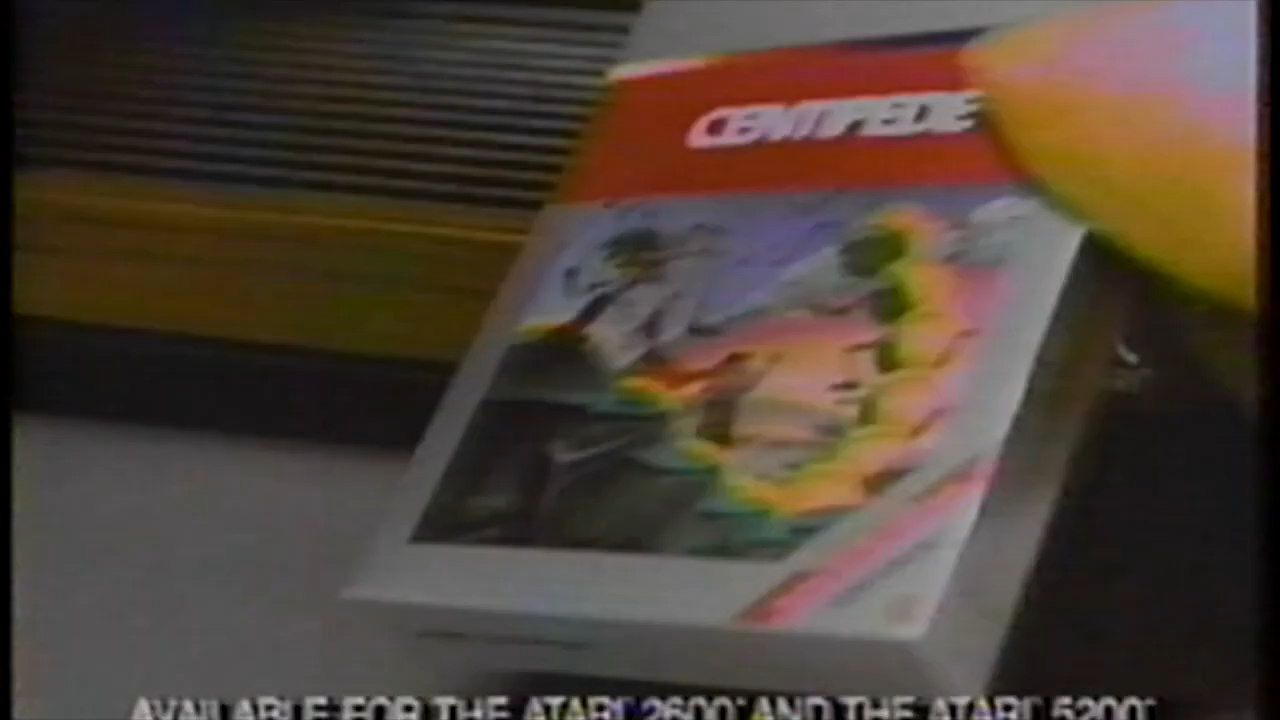 CENTIPEDE
AVAILABLE FOR THE ATARI 2600 AND THE ATARI 5200